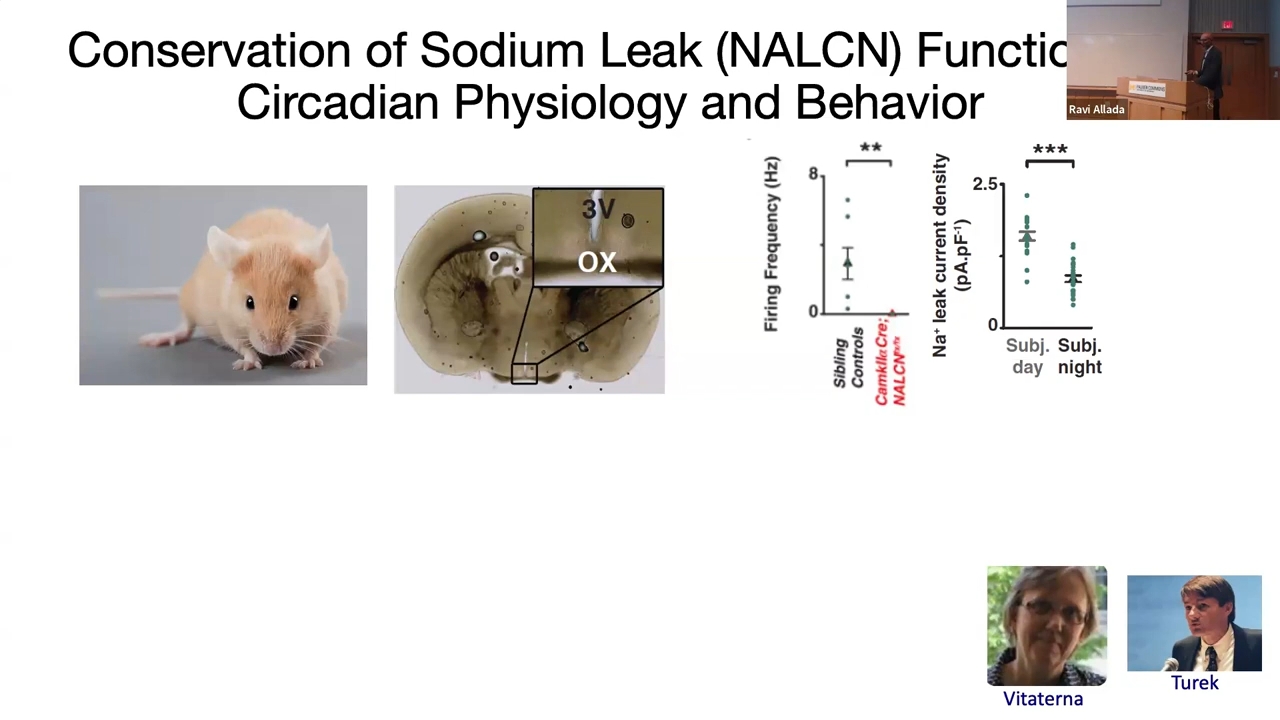 Conservation of Sodium Leak (NALCN) Functio
Circadian Physiology and Behavior
Ravi Allada
3V
OX
Firing Frequency (Hz)
8
0
**
Sibling
Controls
CamkIIαCre;
NALCN
Na⁺ leak current density
(pA.pF⁻¹)
2.5
0
***
Subj.
day
Subj.
night
Vitaterna
Turek